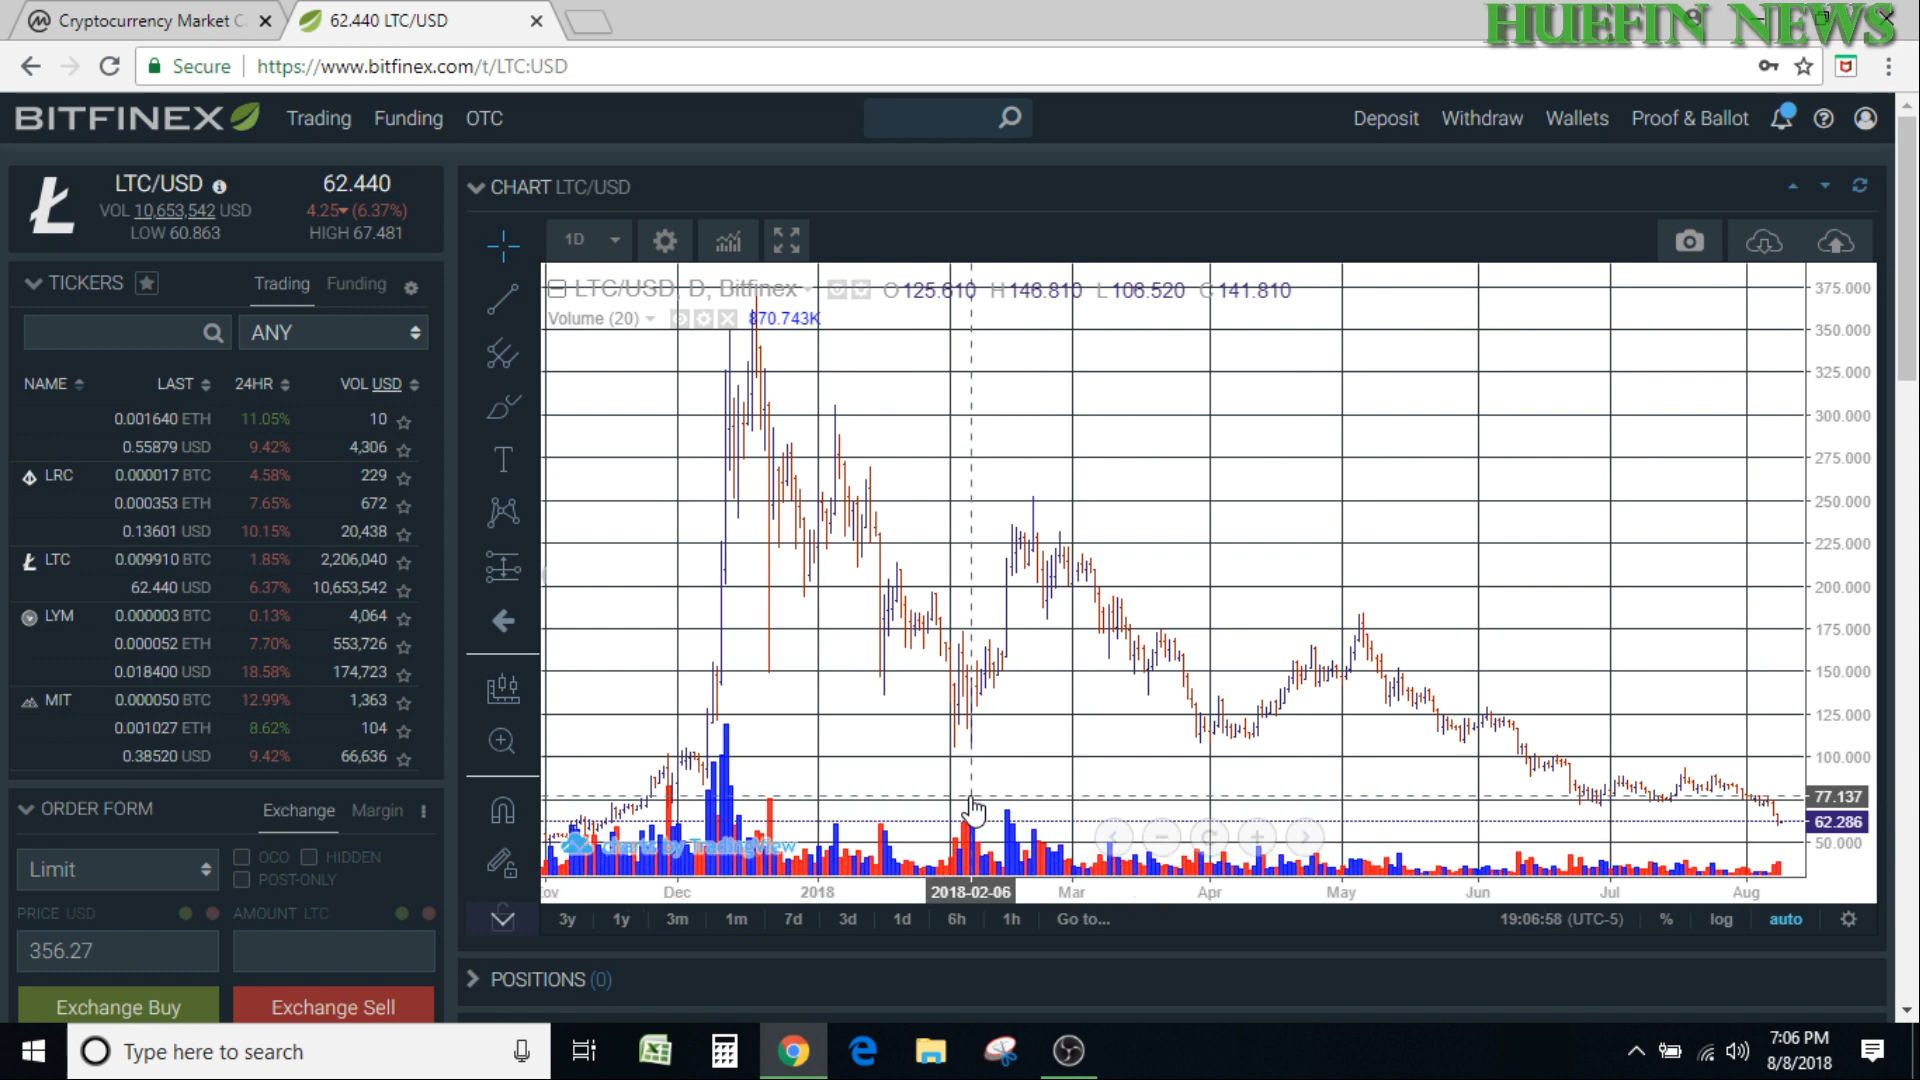 Cryptocurrency Market C
62.440 LTC/USD
HUEFIN NEWS
Secure
https://www.bitfinex.com/t/LTC:USD
BITFINEX
Trading
Funding
OTC
Deposit
Withdraw
Wallets
Proof & Ballot
LTC/USD
62.440
VOL 10,653,542 USD
4.25 (6.37%)
LOW 60.863
HIGH 67.481
CHART LTC/USD
1D
TICKERS
Trading
Funding
ANY
NAME LAST 24HR VOL USD
0.001640 ETH 11.05% 10
0.55879 USD 9.42% 4,306
LRC 0.000017 BTC 4.58% 229
0.000353 ETH 7.65% 672
0.13601 USD 10.15% 20,438
LTC 0.009910 BTC 1.85% 2,206,040
62.440 USD 6.37% 10,653,542
LYM 0.000003 BTC 0.13% 4,064
0.000052 ETH 7.70% 553,726
0.018400 USD 18.58% 174,723
MIT 0.000050 BTC 12.99% 1,363
0.001027 ETH 8.62% 104
0.38520 USD 9.42% 66,636
LTC/USD, D, Bitfinex
O 125.610 H 146.810 L 106.520 C 141.810
Volume (20)
870.743K
375.000
350.000
325.000
300.000
275.000
250.000
225.000
200.000
175.000
150.000
125.000
100.000
77.137
62.286
50.000
charts by TradingView
ov Dec 2018 2018-02-06 Mar Apr May Jun Jul Aug
3y 1y 3m 1m 7d 3d 1d 6h 1h Go to...
19:06:58 (UTC-5) % log auto
ORDER FORM
Exchange
Margin
Limit
OCO
HIDDEN
POST-ONLY
PRICE USD
AMOUNT LTC
356.27
Exchange Buy
Exchange Sell
POSITIONS (0)
Type here to search
7:06 PM
8/8/2018